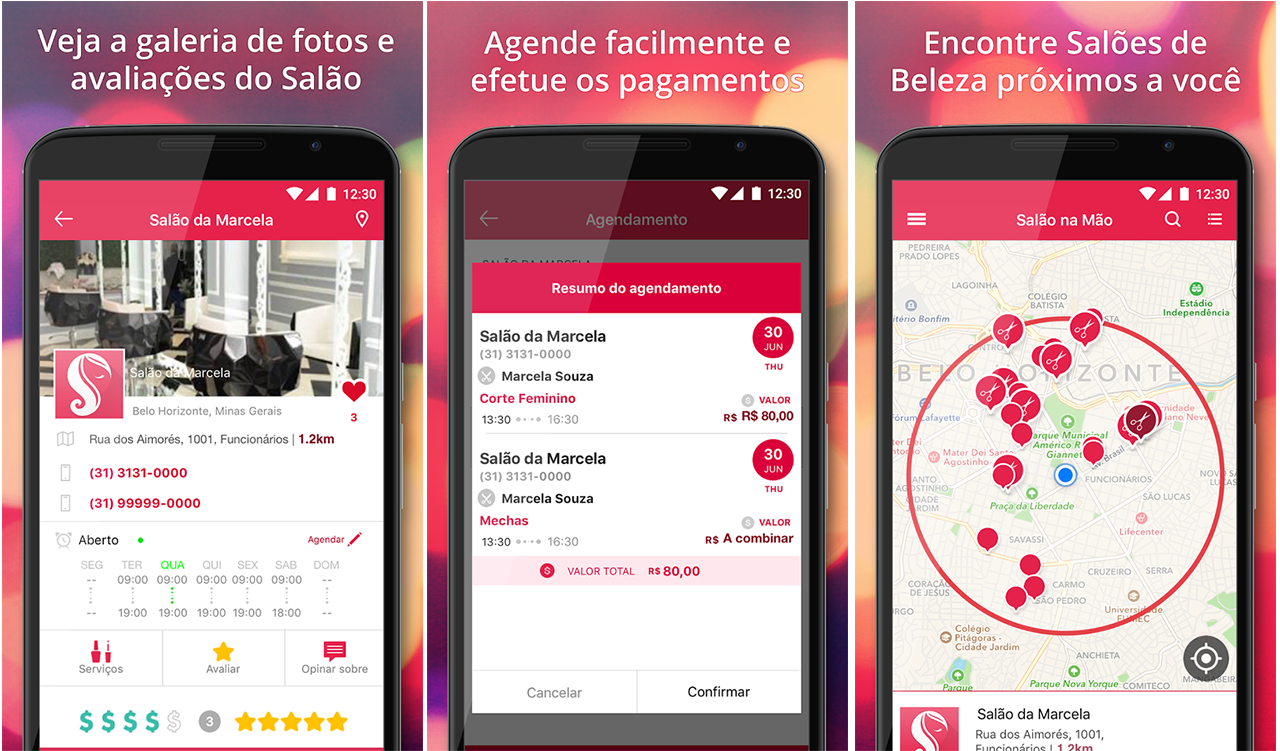 Veja a galeria de fotos e
avaliações do Salão
12:30
Salão da Marcela
Salão da Marcela
Belo Horizonte, Minas Gerais
3
Rua dos Aimorés, 1001, Funcionários | 1.2km
(31) 3131-0000
(31) 99999-0000
Aberto
Agendar
SEG TER QUA QUI SEX SAB DOM
-- 09:00 09:00 09:00 09:00 09:00 --
-- 19:00 19:00 19:00 19:00 18:00 --
Serviços Avaliar Opinar sobre
$ $ $ $ $ 3
Agende facilmente e
efetue os pagamentos
12:30
Agendamento
SALÃO DA MARCELA
Resumo do agendamento
Salão da Marcela
30
(31) 3131-0000
JUN
Marcela Souza
THU
Corte Feminino
$ VALOR
13:30 16:30
R$ R$ 80,00
Salão da Marcela
30
(31) 3131-0000
JUN
Marcela Souza
THU
Mechas
$ VALOR
13:30 16:30
R$ A combinar
$ VALOR TOTAL R$ 80,00
Cancelar Confirmar
Encontre Salões de
Beleza próximos a você
12:30
Salão na Mão
PEDREIRA
PRADO LOPES
LAGOINHA
COLÉGIO
BATISTA
Estádio
Independência
itério Bonfim
CENTRO
BELO HORIZONTE
Fórum Lafayette
Parque Municipal
Américo R
Giannet
Mater Dei Santo
Agostinho
Av. Brasil
FUNCIONÁRIOS
SANTO
AGOSTINHO
CIDADE
JARDIM
Praça da Liberdade
SÃO LUCAS
SAVASSI
Lifecenter
CRUZEIRO
SERRA
CORAÇÃO
DE JESUS
CARMO
SÃO PEDRO
URGO
Universidade
FUMEC
Colégio
Pitágoras -
Cidade Jardim
ANCHIETA
Parque
Parque Nova Yorque
COMITECO
MANGABEIRA
Salão da Marcela
Rua dos Aimorés, 1001,
Funcionários | 1.2km